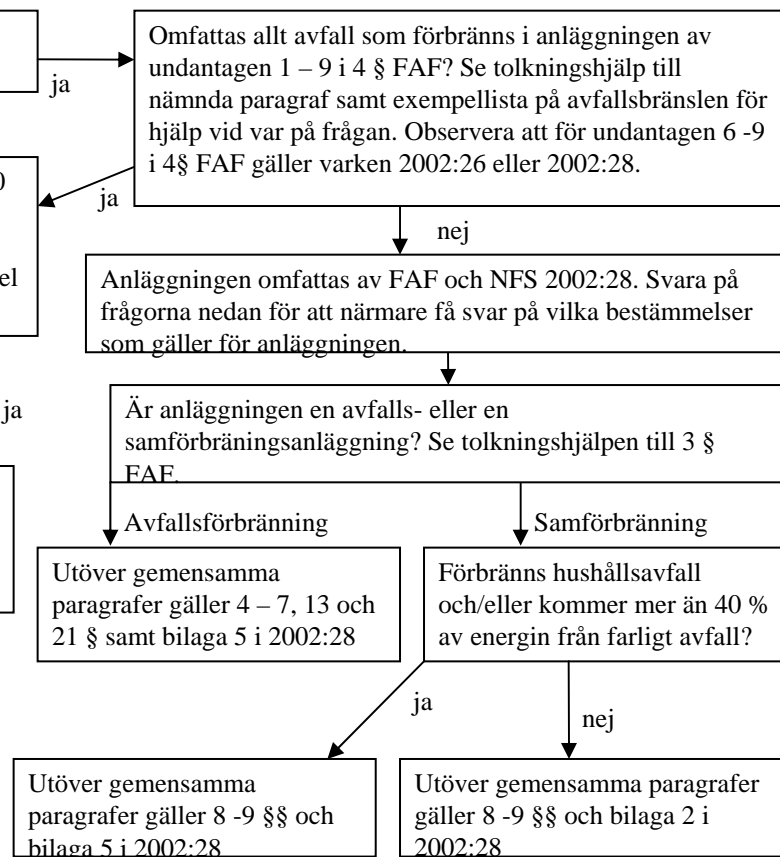 Omfattas allt avfall som förbränns i anläggningen av
undantagen 1 – 9 i 4 § FAF? Se tolkningshjälp till
nämnda paragraf samt exempellista på avfallsbränslen för
hjälp vid var på frågan. Observera att för undantagen 6 -9
i 4§ FAF gäller varken 2002:26 eller 2002:28.
ja
ja
nej
el
Anläggningen omfattas av FAF och NFS 2002:28. Svara på
frågorna nedan för att närmare få svar på vilka bestämmelser
som gäller för anläggningen.
ja
Är anläggningen en avfalls- eller en
samförbräningsanläggning? Se tolkningshjälpen till 3 §
FAF.
Avfallsförbränning
Samförbränning
Utöver gemensamma
paragrafer gäller 4 – 7, 13 och
21 § samt bilaga 5 i 2002:28
Förbränns hushållsavfall
och/eller kommer mer än 40 %
av energin från farligt avfall?
ja
nej
Utöver gemensamma
paragrafer gäller 8 -9 §§ och
bilaga 5 i 2002:28
Utöver gemensamma paragrafer
gäller 8 -9 §§ och bilaga 2 i
2002:28